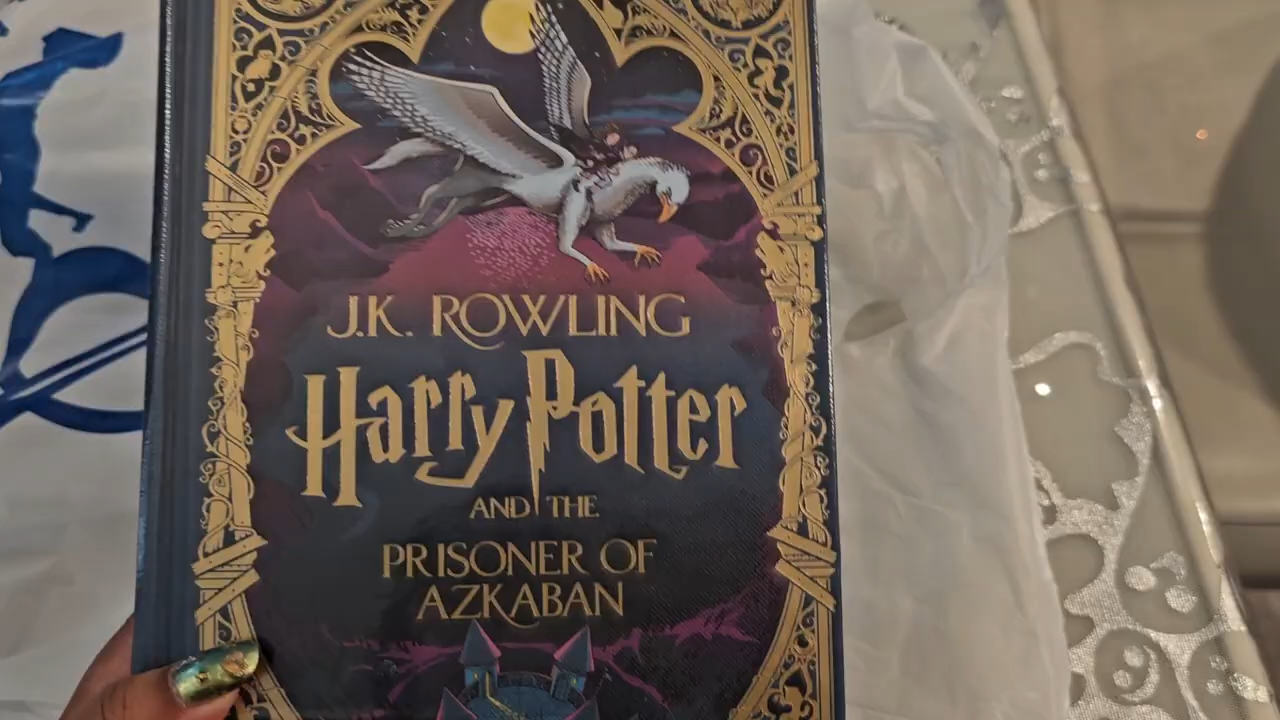 J.K. ROWLING
Harry Potter
AND THE
PRISONER OF
AZKABAN